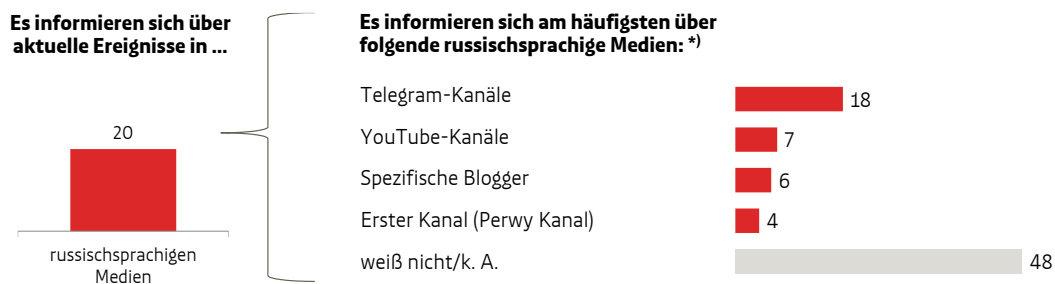 Es informieren sich über
aktuelle Ereignisse in ...
20
russischsprachigen
Medien
Es informieren sich am häufigsten über
folgende russischsprachige Medien: *)
Telegram-Kanäle 18
YouTube-Kanäle 7
Spezifische Blogger 6
Erster Kanal (Perwy Kanal) 4
weiß nicht/k. A. 48